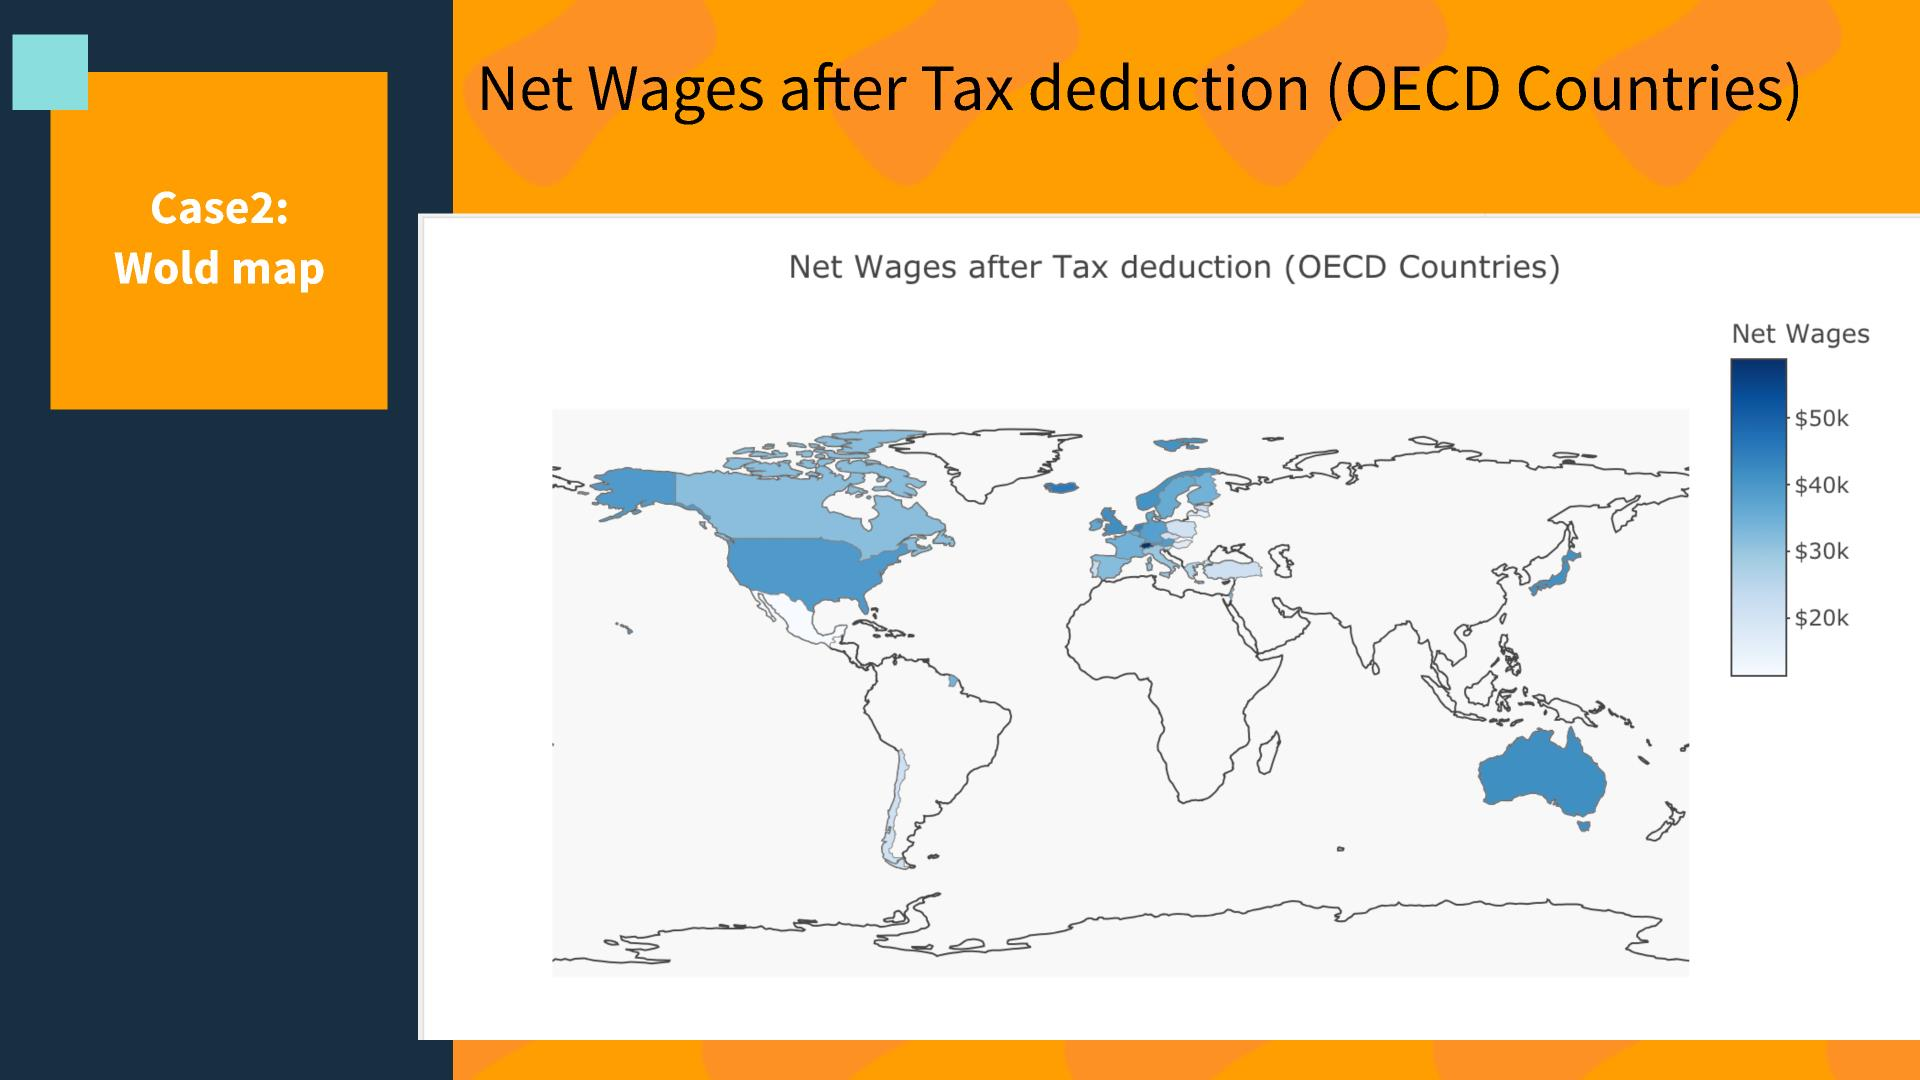 Net Wages after Tax deduction (OECD Countries)
Case2:
Wold map
Net Wages after Tax deduction (OECD Countries)
Net Wages
$50k
$40k
$30k
$20k